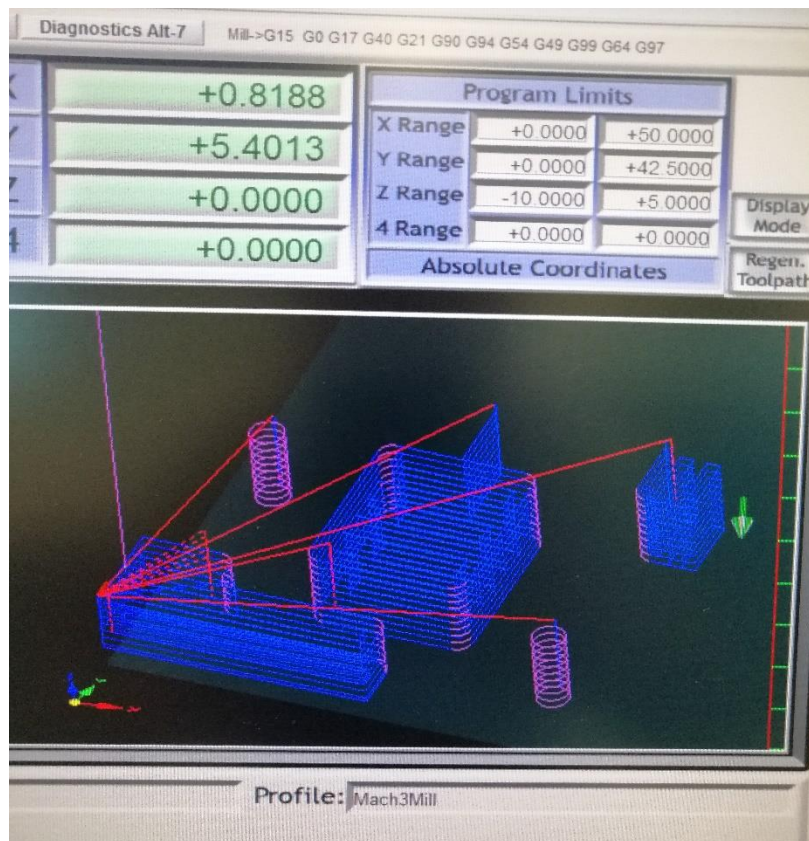 Diagnostics Alt-7
Mill->G15 G0 G17 G40 G21 G90 G94 G54 G49 G99 G64 G97
+0.8188
+5.4013
+0.0000
+0.0000
Program Limits
X Range +0.0000 +50.0000
Y Range +0.0000 +42.5000
Z Range -10.0000 +5.0000
4 Range +0.0000 +0.0000
Absolute Coordinates
Display
Mode
Regen.
Toolpath
Profile: Mach3Mill